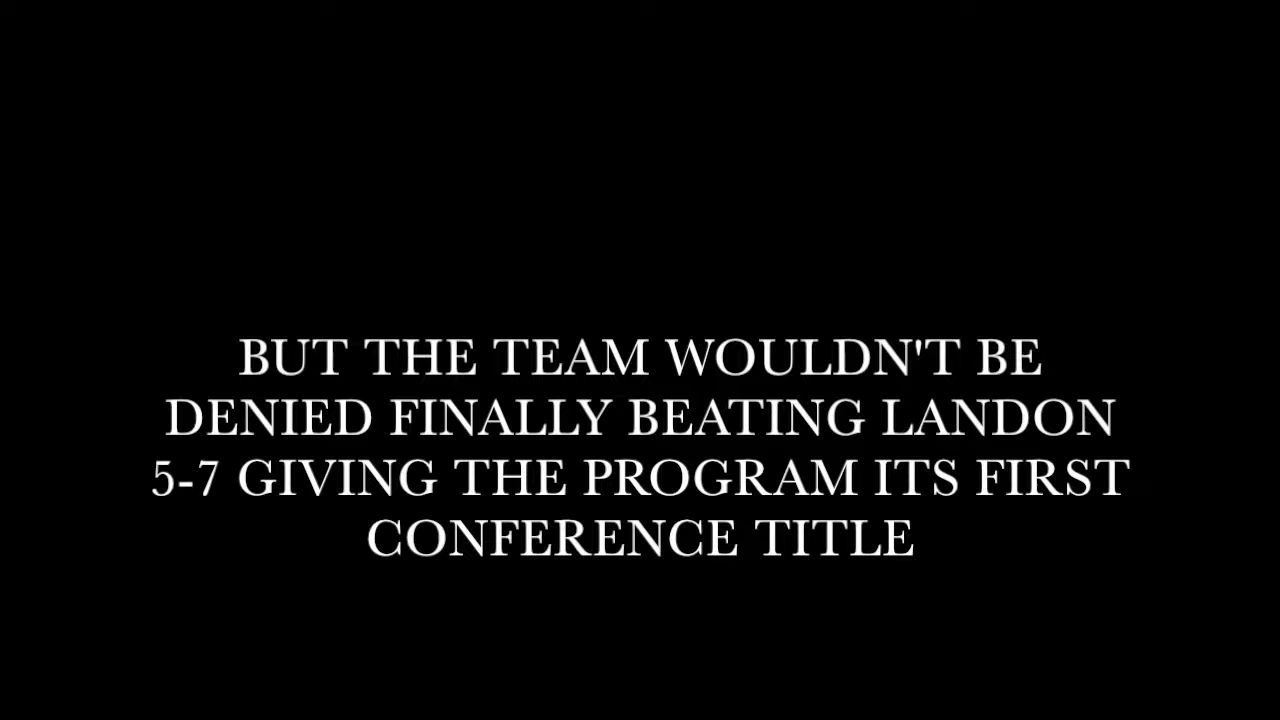 BUT THE TEAM WOULDN'T BE
DENIED FINALLY BEATING LANDON
5-7 GIVING THE PROGRAM ITS FIRST
CONFERENCE TITLE